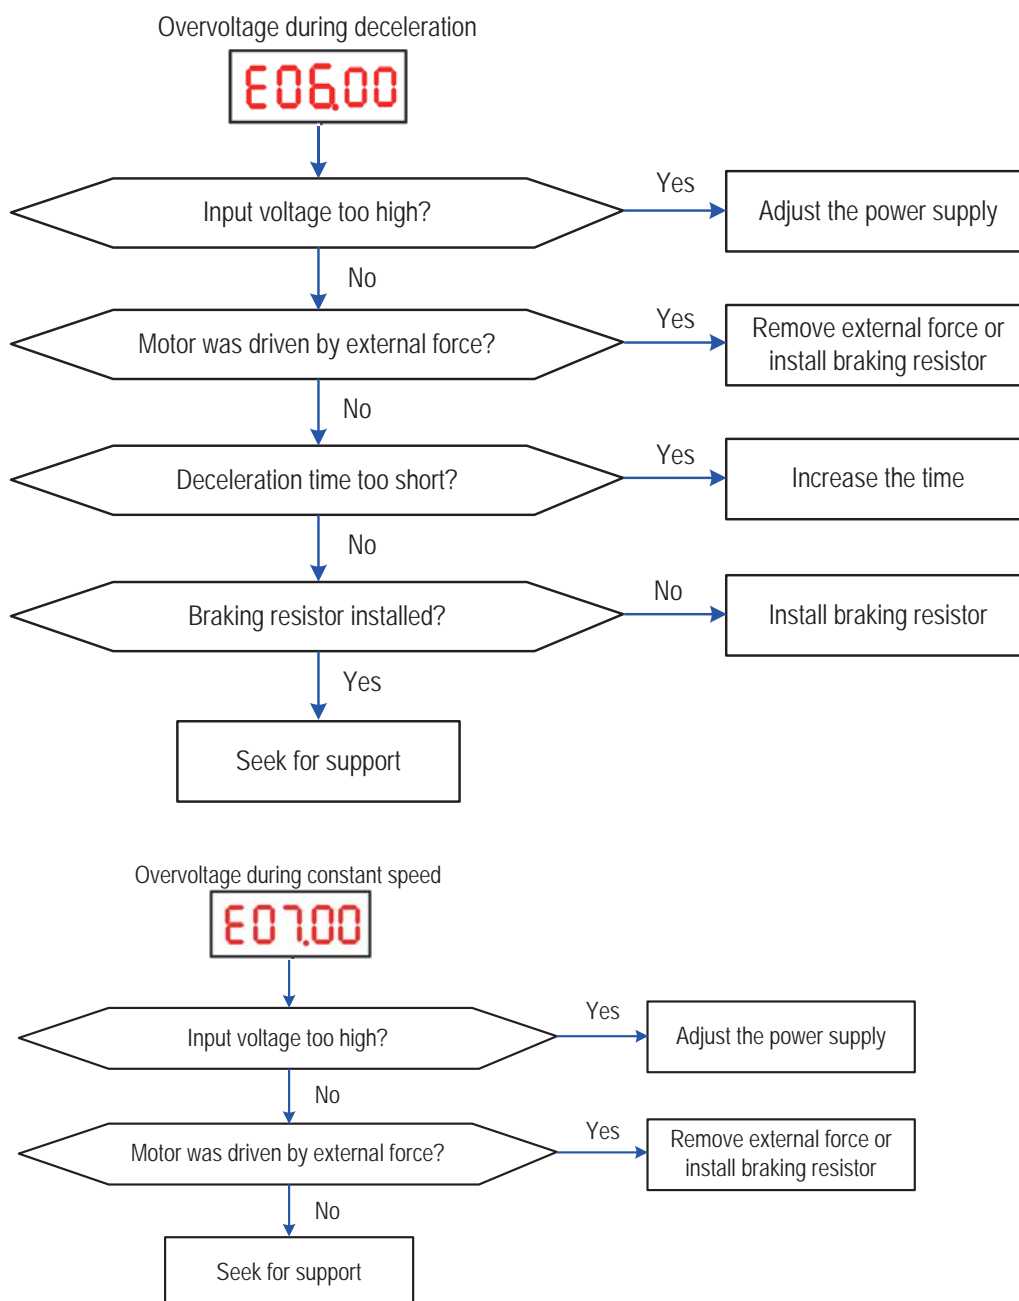 Overvoltage during deceleration
E06.00
Input voltage too high?
Yes
Adjust the power supply
No
Motor was driven by external force?
Yes
Remove external force or
install braking resistor
No
Deceleration time too short?
Yes
Increase the time
No
Braking resistor installed?
No
Install braking resistor
Yes
Seek for support
Overvoltage during constant speed
E07.00
Input voltage too high?
Yes
Adjust the power supply
No
Motor was driven by external force?
Yes
Remove external force or
install braking resistor
No
Seek for support